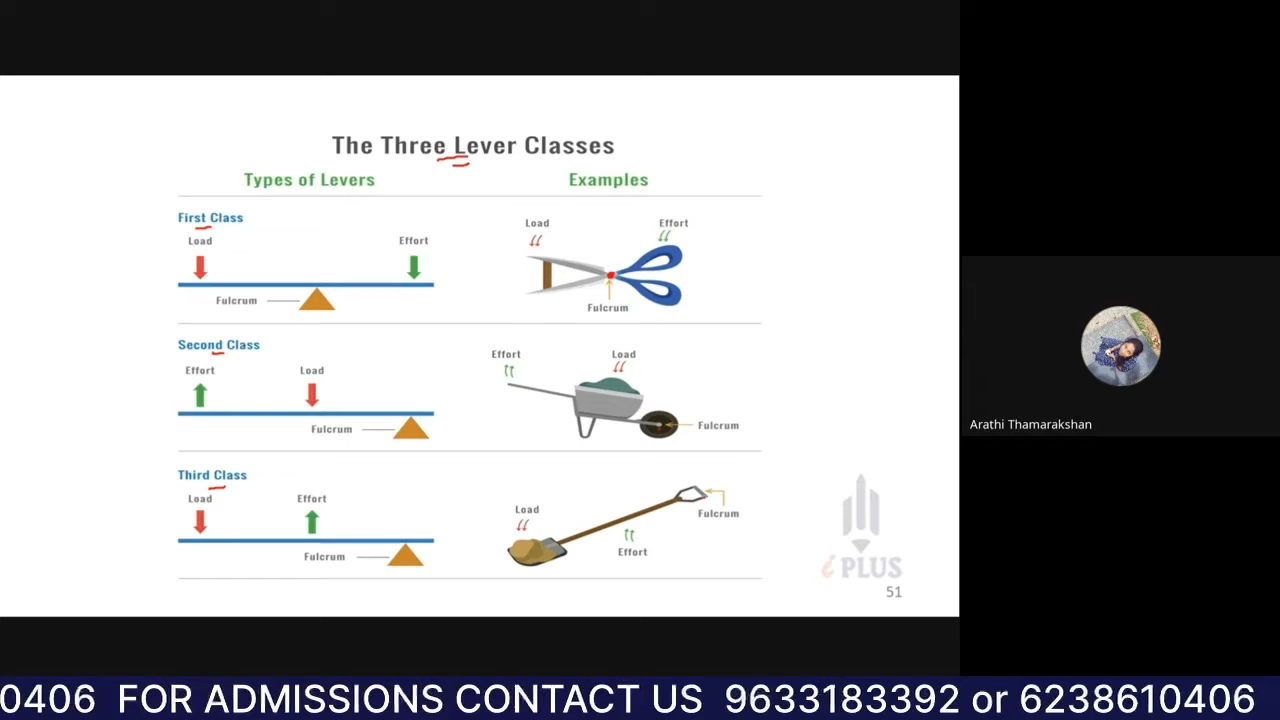 The Three Lever Classes
Types of Levers
Examples
First Class
Load
Effort
Fulcrum
Load
Effort
Fulcrum
Second Class
Effort
Load
Fulcrum
Effort
Load
Fulcrum
Third Class
Load
Effort
Fulcrum
Load
Effort
Fulcrum
i PLUS
51
Arathi Thamarakshan
0406 FOR ADMISSIONS CONTACT US 9633183392 or 6238610406